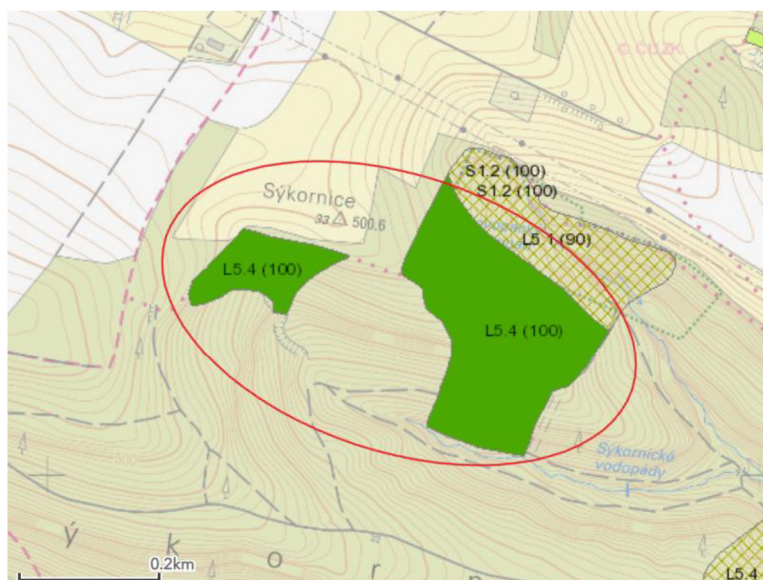 © ČÚZK
S1.2 (100)
S1.2 (100)
Sýkornice
33 500,6
L5.1 (90)
L5.4 (100)
L5.4 (100)
Sýkornické
vodopády
500
ý k o r
0.2km
L5.4